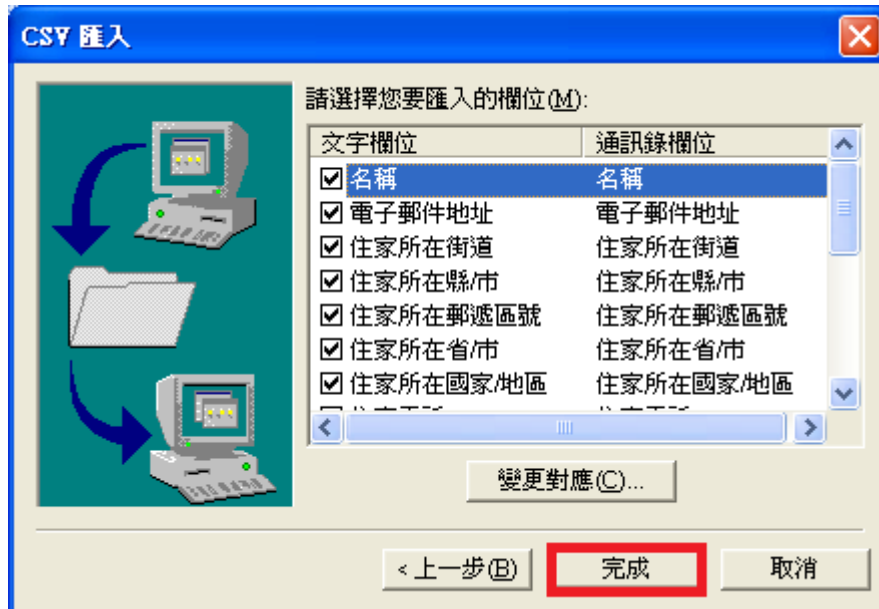 CSV 匯入
請選擇您要匯入的欄位(M):
文字欄位 通訊錄欄位
名稱 名稱
電子郵件地址 電子郵件地址
住家所在街道 住家所在街道
住家所在縣/市 住家所在縣/市
住家所在郵遞區號 住家所在郵遞區號
住家所在省/市 住家所在省/市
住家所在國家/地區 住家所在國家/地區
變更對應(C)...
<上一步(B) 完成 取消